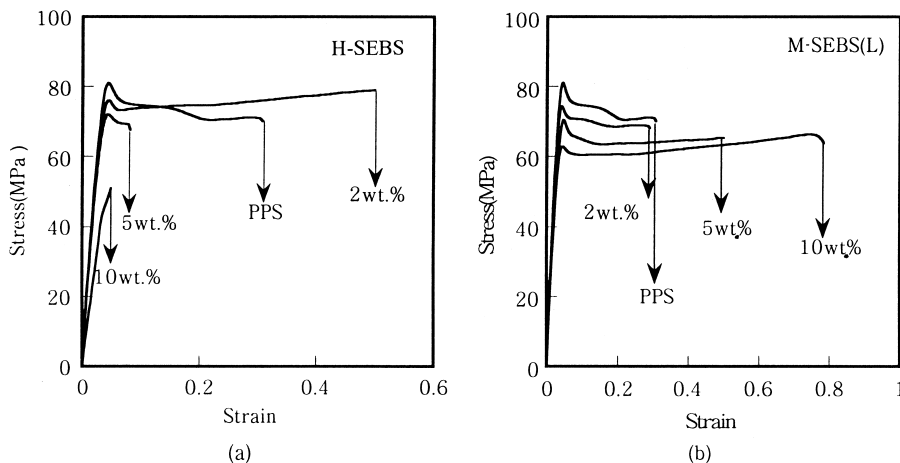 100
H-SEBS
80
60
40
20
0
Stress(MPa)
5wt.%
PPS
2wt.%
10wt.%
0
0.2
0.4
0.6
Strain
(a)
100
M-SEBS(L)
80
60
40
20
0
Stress(MPa)
2wt.%
5wt%
10wt%
PPS
0
0.2
0.4
0.6
0.8
1
Strain
(b)